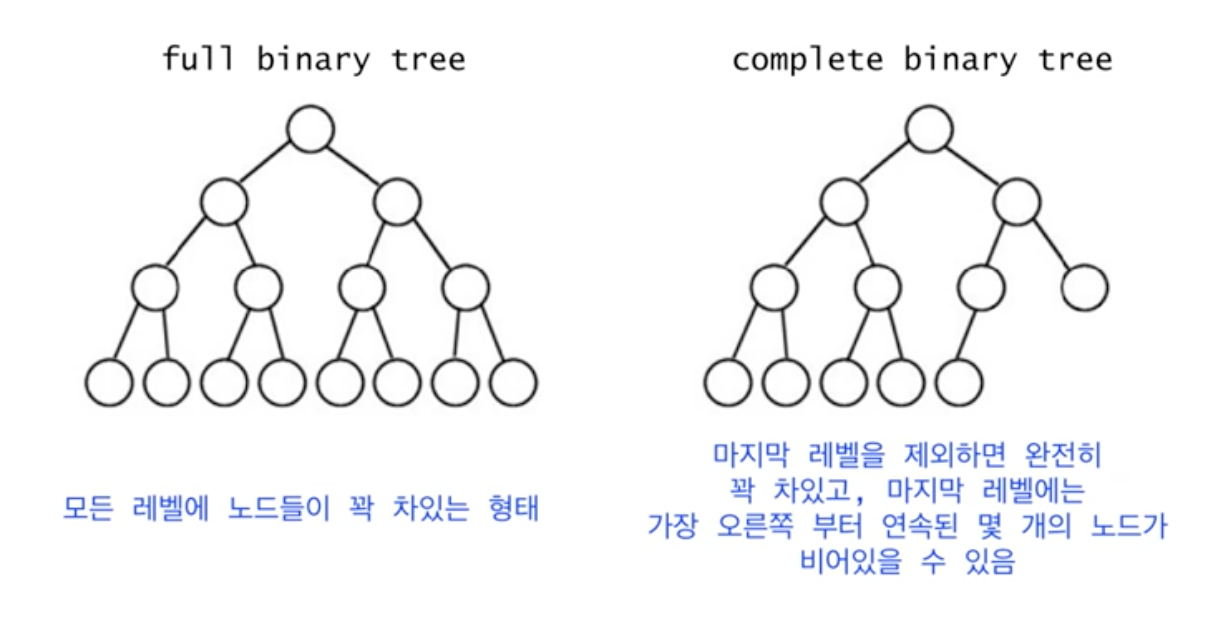 full binary tree
complete binary tree
모든 레벨에 노드들이 꽉 차있는 형태
마지막 레벨을 제외하면 완전히
꽉 차있고, 마지막 레벨에는
가장 오른쪽 부터 연속된 몇 개의 노드가
비어있을 수 있음